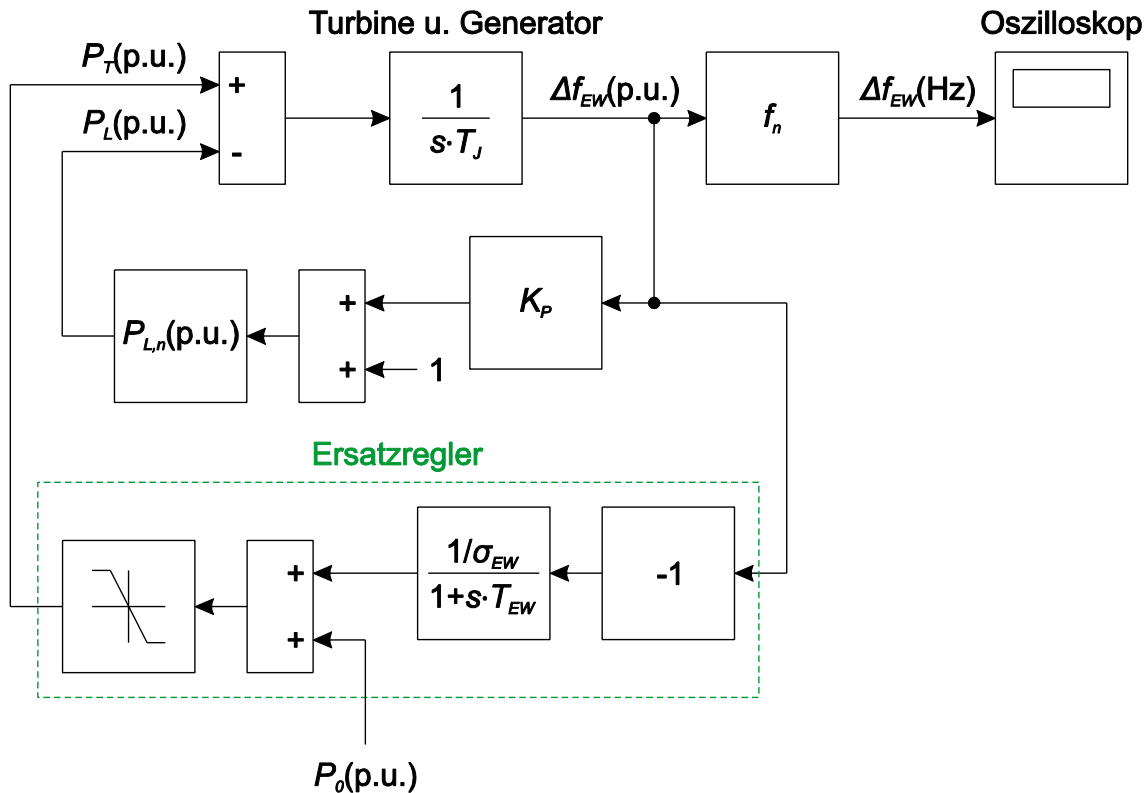 Turbine u. Generator
Oszilloskop
P_T(p.u.)
+
P_L(p.u.)
-
1
s·T_J
Δf_EW(p.u.)
f_n
Δf_EW(Hz)
P_L,n(p.u.)
+
+
1
K_P
Ersatzregler
+
+
1/σ_EW
1+s·T_EW
-1
P_0(p.u.)